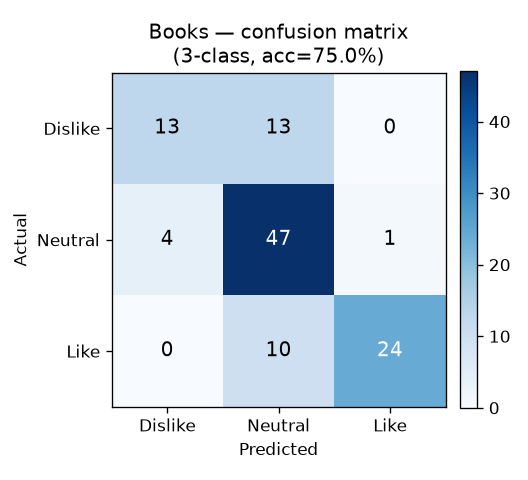 Books — confusion matrix
(3-class, acc=75.0%)
Dislike 13 13 0
Neutral 4 47 1
Like 0 10 24
Dislike Neutral Like
Predicted
Actual
40
30
20
10
0